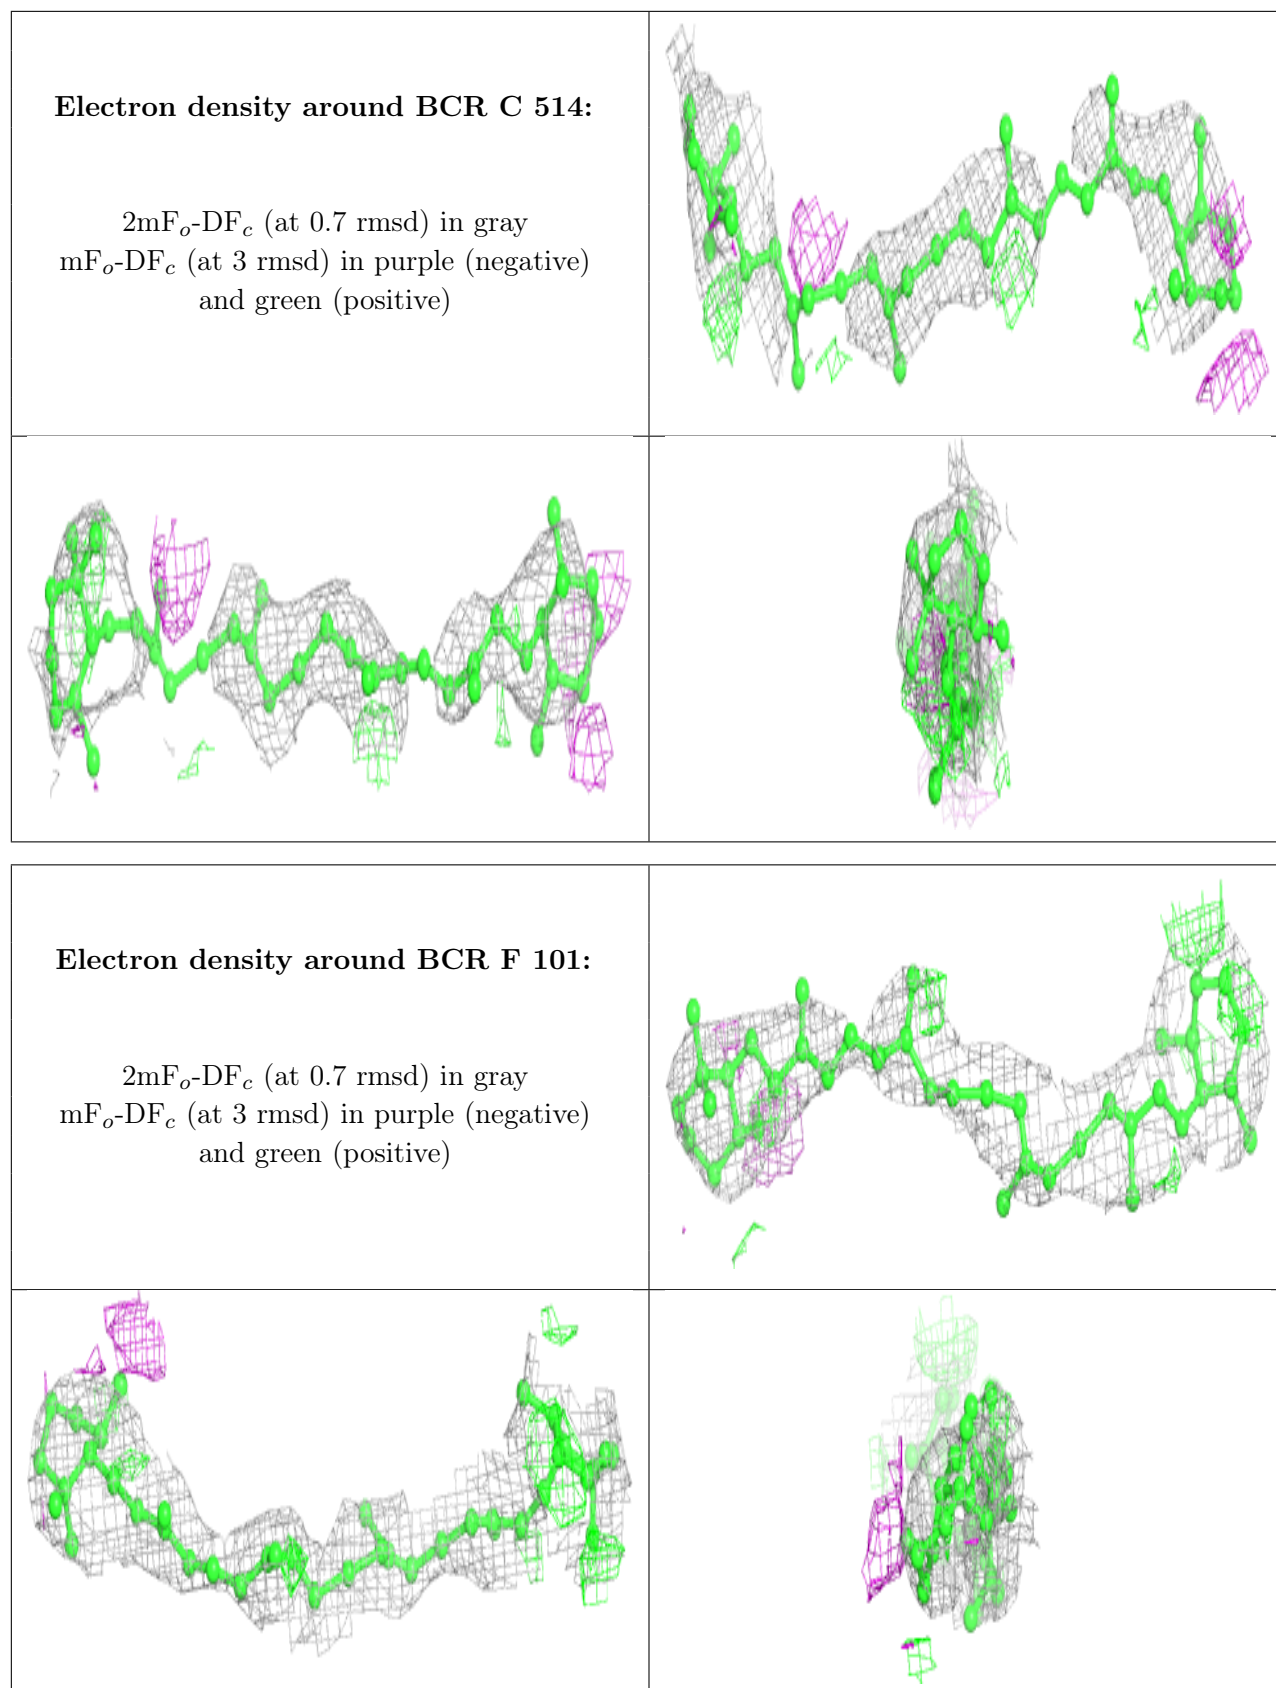 Electron density around BCR C 514:
2mFo-DFc (at 0.7 rmsd) in gray
mFo-DFc (at 3 rmsd) in purple (negative)
and green (positive)
Electron density around BCR F 101:
2mFo-DFc (at 0.7 rmsd) in gray
mFo-DFc (at 3 rmsd) in purple (negative)
and green (positive)